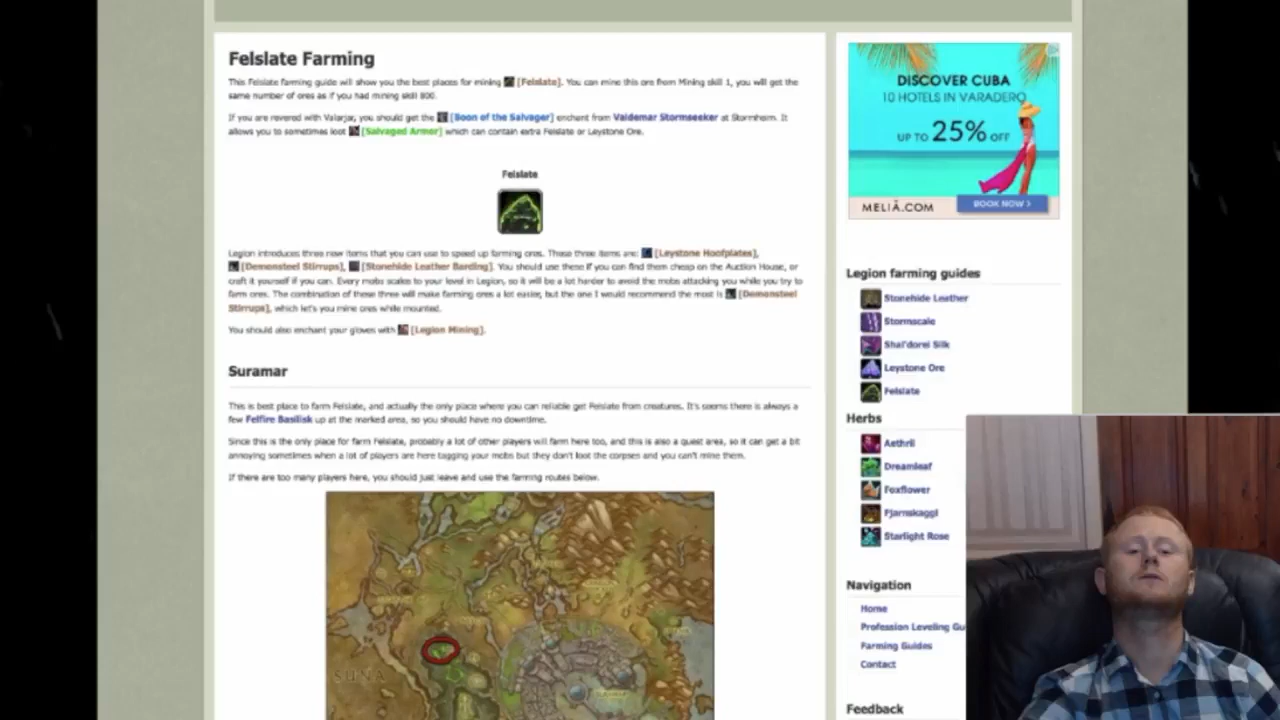 Felslate Farming
This Felslate farming guide will show you the best places for mining [Felslate]. You can mine this ore from Mining skill 1, you will get the
same number of ores as if you had mining skill 800.
If you are revered with Valarjar, you should get the [Boon of the Salvager] enchant from Valdemar Stormseeker at Stormheim. It
allows you to sometimes loot [Salvaged Armor] which can contain extra Felslate or Leystone Ore.
Felslate
Legion introduces three new items that you can use to speed up farming ores. These three items are: [Leystone Hoofplates],
[Demonsteel Stirrups], [Stonehide Leather Barding]. You should use these if you can find them cheap on the Auction House, or
craft it yourself if you can. Every mobs scales to your level in Legion, so it will be a lot harder to avoid the mobs attacking you while you try to
farm ores. The combination of these three will make farming ores a lot easier, but the one I would recommend the most is [Demonsteel
Stirrups], which let's you mine ores while mounted.
You should also enchant your gloves with [Legion Mining].
Suramar
This is best place to farm Felslate, and actually the only place where you can reliable get Felslate from creatures. It's seems there is always a
few Felfire Basilisk up at the marked area, so you should have no downtime.
Since this is the only place for farm Felslate, probably a lot of other players will farm here too, and this is also a quest area, so it can get a bit
annoying sometimes when a lot of players are here tagging your mobs but they don't loot the corpses and you can't mine them.
If there are too many players here, you should just leave and use the farming routes below.
SUNA
DISCOVER CUBA
10 HOTELS IN VARADERO
UP TO 25% OFF
MELIÃ.COM
BOOK NOW >
Legion farming guides
Stonehide Leather
Stormscale
Shal'dorei Silk
Leystone Ore
Felslate
Herbs
Aethril
Dreamleaf
Foxflower
Fjarnskaggl
Starlight Rose
Navigation
Home
Profession Leveling Gu
Farming Guides
Contact
Feedback